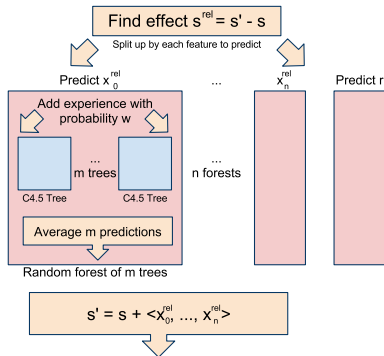 Find effect s^rel = s' - s
Split up by each feature to predict
Predict x_0^rel ... x_n^rel Predict r
Add experience with
probability w
...
m trees
...
n forests
C4.5 Tree C4.5 Tree
Average m predictions
Random forest of m trees
s' = s + <x_0^rel, ..., x_n^rel>